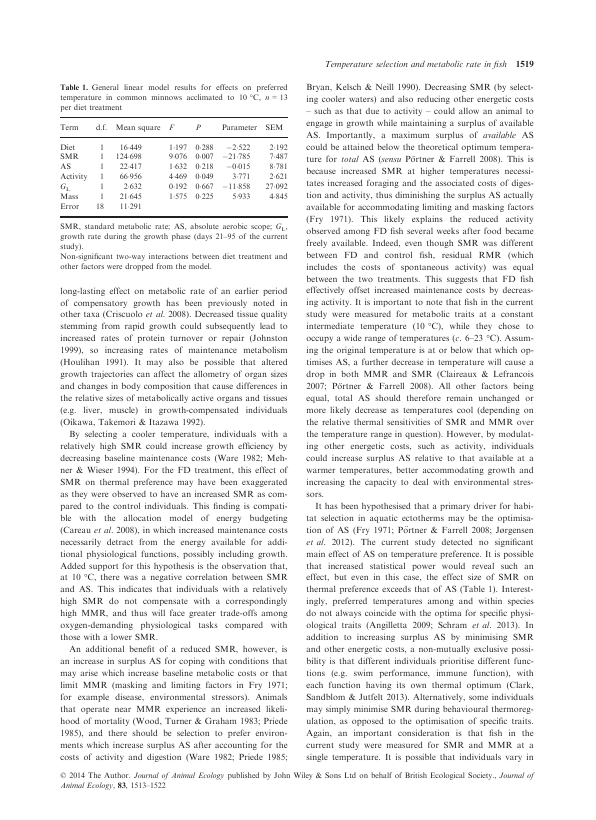 Temperature selection and metabolic rate in fish 1519
Table 1. General linear model results for effects on preferred
temperature in common minnows acclimated to 10 °C, n = 13
per diet treatment
Term d.f. Mean square F P Parameter SEM
Diet 1 16·449 1·197 0·288 −2·522 2·192
SMR 1 124·698 9·076 0·007 −21·785 7·487
AS 1 22·417 1·632 0·218 −0·015 8·781
Activity 1 66·956 4·469 0·049 3·771 2·621
GL 1 2·632 0·192 0·667 −11·858 27·092
Mass 1 21·645 1·575 0·225 5·933 4·845
Error 18 11·291
SMR, standard metabolic rate; AS, absolute aerobic scope; GL,
growth rate during the growth phase (days 21–95 of the current
study).
Non-significant two-way interactions between diet treatment and
other factors were dropped from the model.
long-lasting effect on metabolic rate of an earlier period
of compensatory growth has been previously noted in
other taxa (Criscuolo et al. 2008). Decreased tissue quality
stemming from rapid growth could subsequently lead to
increased rates of protein turnover or repair (Johnston
1999), so increasing rates of maintenance metabolism
(Houlihan 1991). It may also be possible that altered
growth trajectories can affect the allometry of organ sizes
and changes in body composition that cause differences in
the relative sizes of metabolically active organs and tissues
(e.g. liver, muscle) in growth-compensated individuals
(Oikawa, Takemori & Itazawa 1992).
By selecting a cooler temperature, individuals with a
relatively high SMR could increase growth efficiency by
decreasing baseline maintenance costs (Ware 1982; Meh-
ner & Wieser 1994). For the FD treatment, this effect of
SMR on thermal preference may have been exaggerated
as they were observed to have an increased SMR as com-
pared to the control individuals. This finding is compati-
ble with the allocation model of energy budgeting
(Careau et al. 2008), in which increased maintenance costs
necessarily detract from the energy available for addi-
tional physiological functions, possibly including growth.
Added support for this hypothesis is the observation that,
at 10 °C, there was a negative correlation between SMR
and AS. This indicates that individuals with a relatively
high SMR do not compensate with a correspondingly
high MMR, and thus will face greater trade-offs among
oxygen-demanding physiological tasks compared with
those with a lower SMR.
An additional benefit of a reduced SMR, however, is
an increase in surplus AS for coping with conditions that
may arise which increase baseline metabolic costs or that
limit MMR (masking and limiting factors in Fry 1971;
for example disease, environmental stressors). Animals
that operate near MMR experience an increased likeli-
hood of mortality (Wood, Turner & Graham 1983; Priede
1985), and there should be selection to prefer environ-
ments which increase surplus AS after accounting for the
costs of activity and digestion (Ware 1982; Priede 1985;
Bryan, Kelsch & Neill 1990). Decreasing SMR (by select-
ing cooler waters) and also reducing other energetic costs
– such as that due to activity – could allow an animal to
engage in growth while maintaining a surplus of available
AS. Importantly, a maximum surplus of available AS
could be attained below the theoretical optimum tempera-
ture for total AS (sensu Pörtner & Farrell 2008). This is
because increased SMR at higher temperatures necessi-
tates increased foraging and the associated costs of diges-
tion and activity, thus diminishing the surplus AS actually
available for accommodating limiting and masking factors
(Fry 1971). This likely explains the reduced activity
observed among FD fish several weeks after food became
freely available. Indeed, even though SMR was different
between FD and control fish, residual RMR (which
includes the costs of spontaneous activity) was equal
between the two treatments. This suggests that FD fish
effectively offset increased maintenance costs by decreas-
ing activity. It is important to note that fish in the current
study were measured for metabolic traits at a constant
intermediate temperature (10 °C), while they chose to
occupy a wide range of temperatures (c. 6–23 °C). Assum-
ing the original temperature is at or below that which op-
timises AS, a further decrease in temperature will cause a
drop in both MMR and SMR (Claireaux & Lefrancois
2007; Pörtner & Farrell 2008). All other factors being
equal, total AS should therefore remain unchanged or
more likely decrease as temperatures cool (depending on
the relative thermal sensitivities of SMR and MMR over
the temperature range in question). However, by modulat-
ing other energetic costs, such as activity, individuals
could increase surplus AS relative to that available at a
warmer temperatures, better accommodating growth and
increasing the capacity to deal with environmental stres-
sors.
It has been hypothesised that a primary driver for habi-
tat selection in aquatic ectotherms may be the optimisa-
tion of AS (Fry 1971; Pörtner & Farrell 2008; Jørgensen
et al. 2012). The current study detected no significant
main effect of AS on temperature preference. It is possible
that increased statistical power would reveal such an
effect, but even in this case, the effect size of SMR on
thermal preference exceeds that of AS (Table 1). Interest-
ingly, preferred temperatures among and within species
do not always coincide with the optima for specific physi-
ological traits (Angilletta 2009; Schram et al. 2013). In
addition to increasing surplus AS by minimising SMR
and other energetic costs, a non-mutually exclusive possi-
bility is that different individuals prioritise different func-
tions (e.g. swim performance, immune function), with
each function having its own thermal optimum (Clark,
Sandblom & Jutfelt 2013). Alternatively, some individuals
may simply minimise SMR during behavioural thermoreg-
ulation, as opposed to the optimisation of specific traits.
Again, an important consideration is that fish in the
current study were measured for SMR and MMR at a
single temperature. It is possible that individuals vary in
© 2014 The Author. Journal of Animal Ecology published by John Wiley & Sons Ltd on behalf of British Ecological Society., Journal of
Animal Ecology, 83, 1513–1522